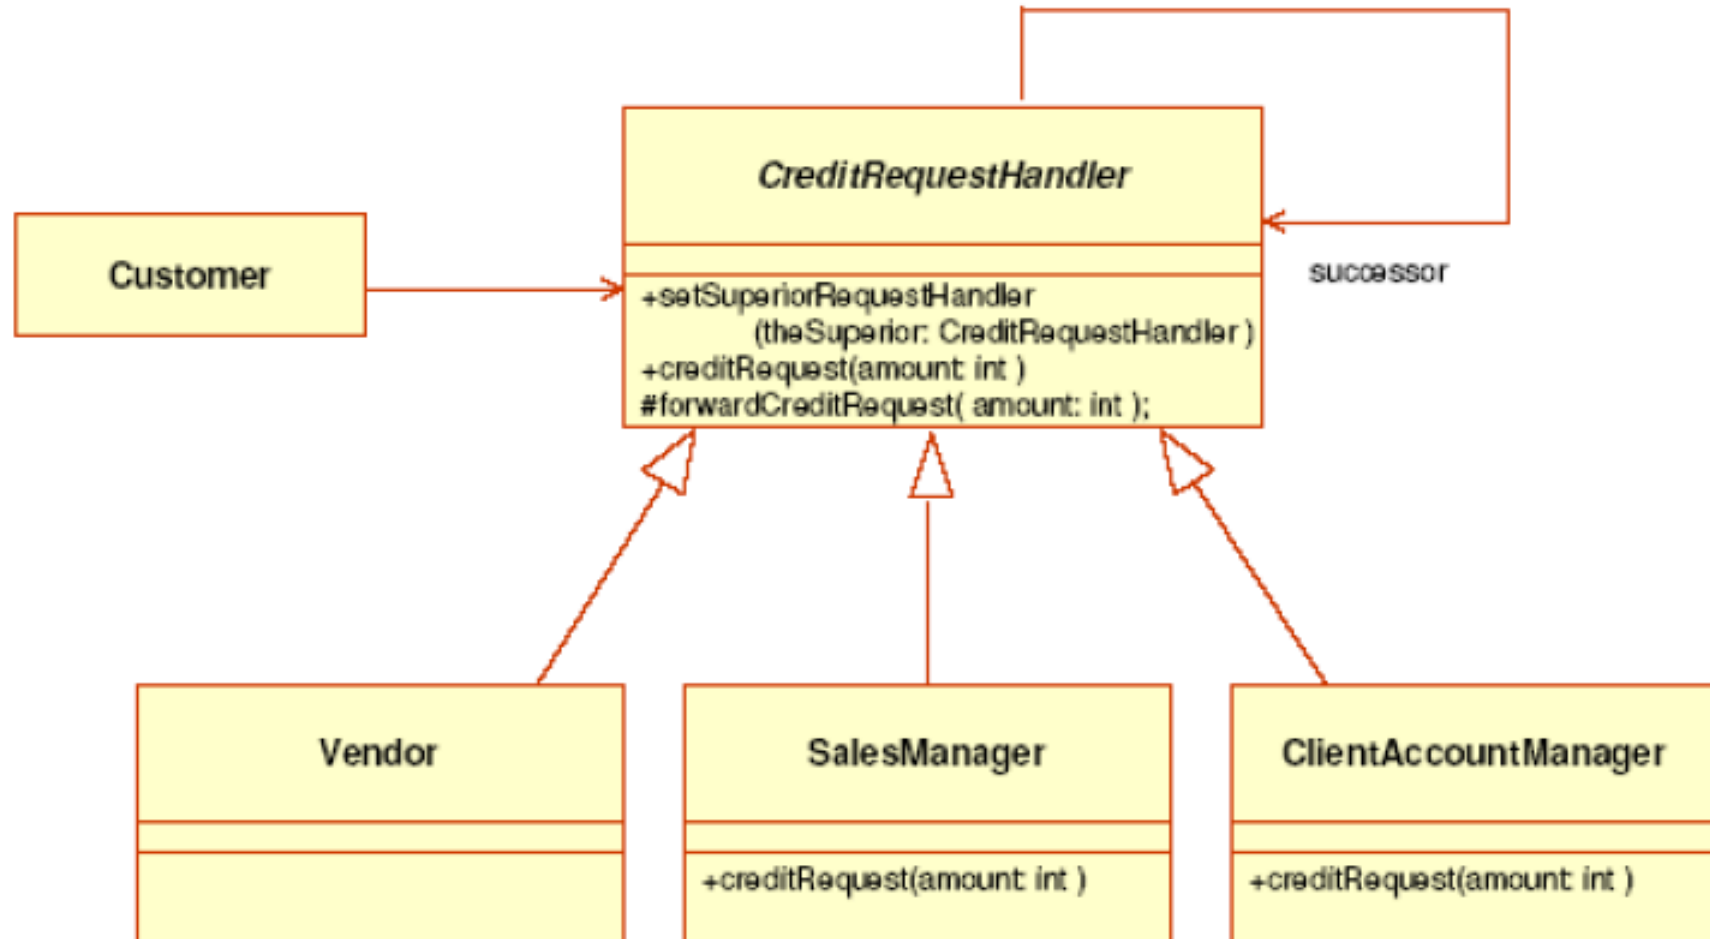 CreditRequestHandler
Customer
successor
+setSuperiorRequestHandler
(theSuperior: CreditRequestHandler )
+creditRequest(amount: int )
#forwardCreditRequest( amount: int );
Vendor
SalesManager
ClientAccountManager
+creditRequest(amount: int )
+creditRequest(amount: int )